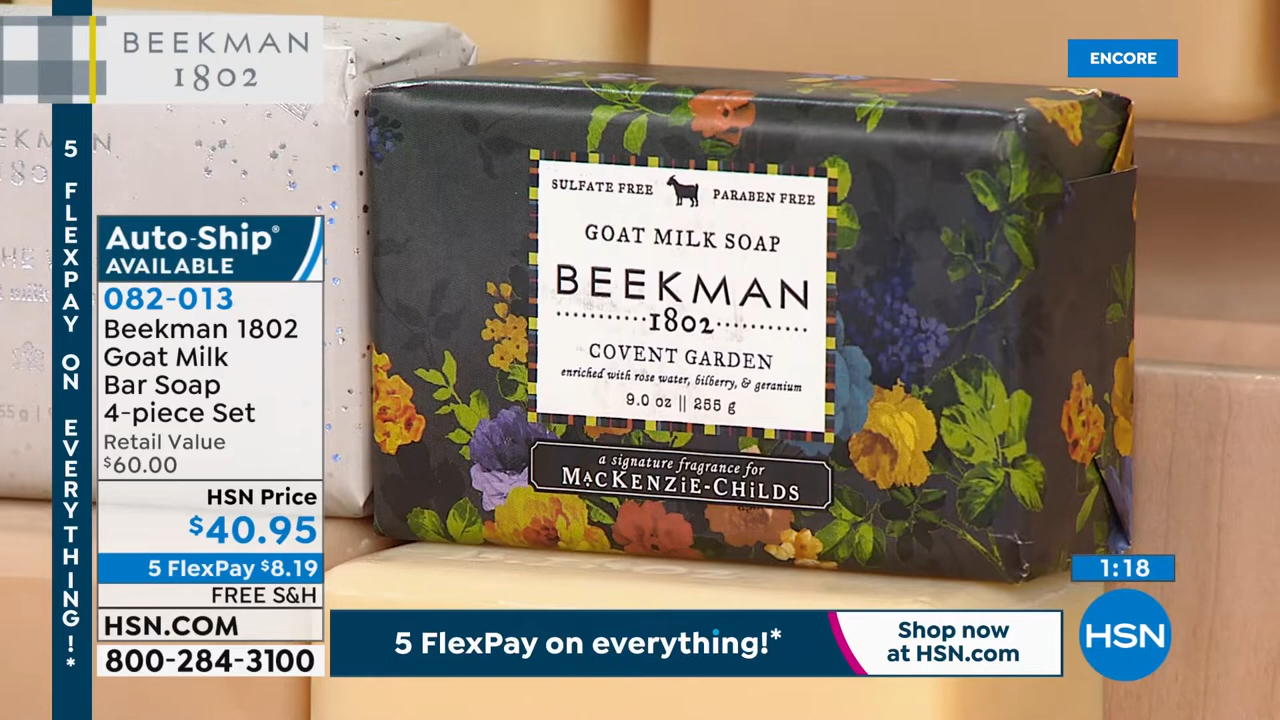 BEEKMAN
1802
ENCORE
5 FLEXPAY ON EVERYTHING!*
Auto-Ship®
AVAILABLE
082-013
Beekman 1802
Goat Milk
Bar Soap
4-piece Set
Retail Value
$60.00
HSN Price
$40.95
5 FlexPay $8.19
FREE S&H
HSN.COM
800-284-3100
SULFATE FREE PARABEN FREE
GOAT MILK SOAP
BEEKMAN
1802
COVENT GARDEN
enriched with rose water, bilberry, & geranium
9.0 oz || 255 g
a signature fragrance for
MACKENZIE-CHILDS
1:18
5 FlexPay on everything!*
Shop now
at HSN.com
HSN